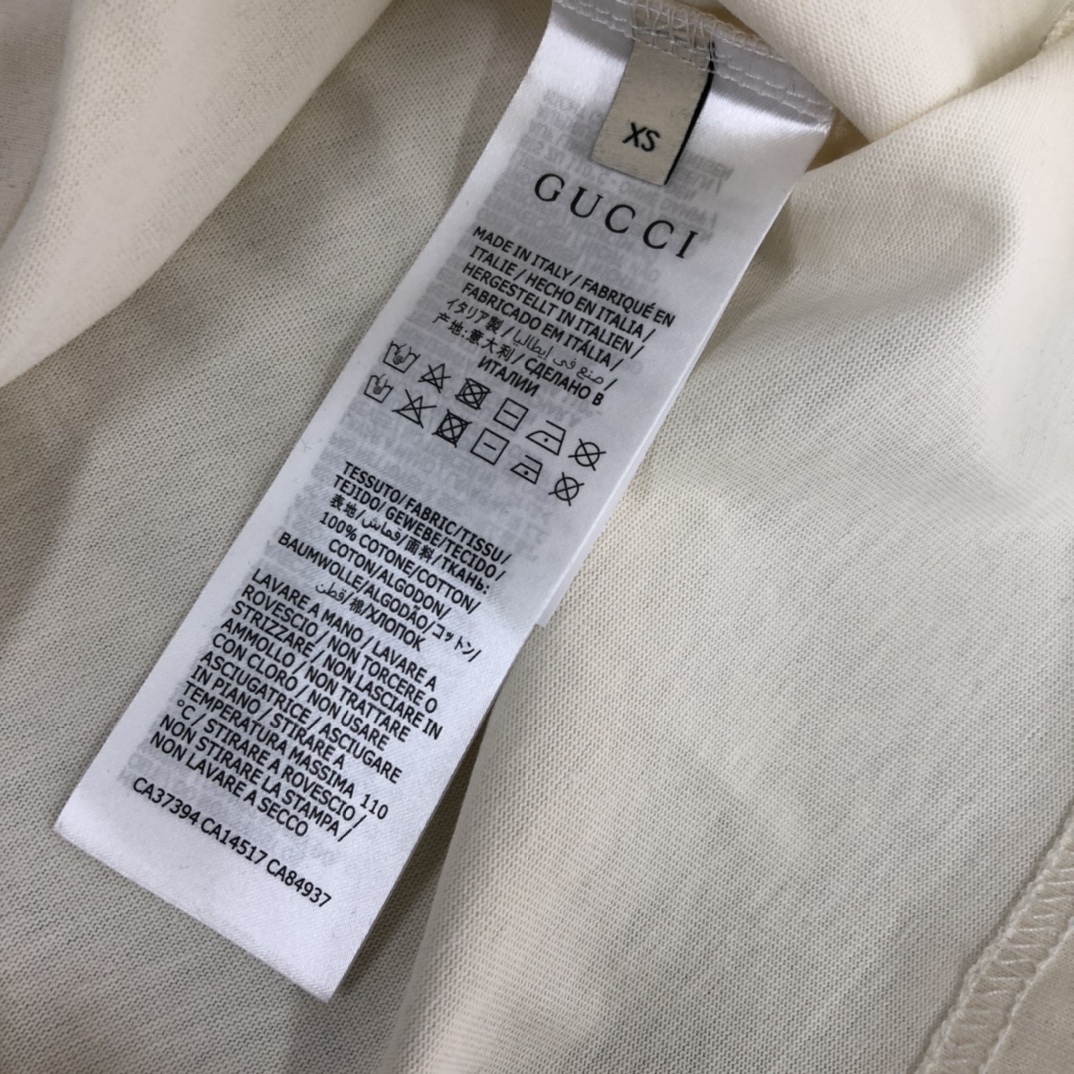 XS
GUCCI
MADE IN ITALY / FABRIQUÉ EN
ITALIE / HECHO EN ITALIA /
HERGESTELLT IN ITALIEN /
FABRICADO EM ITÁLIA /
イタリア製 / صنع في إيطاليا /
产地:意大利 / СДЕЛАНО В
ИТАЛИИ
TESSUTO/FABRIC/TISSU/
TEJIDO/GEWEBE/TECIDO/
表地/قماش/面料/ТКАНЬ:
100% COTONE/COTTON/
COTON/ALGODON/
BAUMWOLLE/ALGODÃO/コットン/
قطن/棉/ХЛОПОК
LAVARE A MANO / LAVARE A
ROVESCIO / NON TORCERE O
STRIZZARE / NON LASCIARE IN
AMMOLLO / NON TRATTARE
CON CLORO / NON USARE
ASCIUGATRICE / ASCIUGARE
IN PIANO / STIRARE A
TEMPERATURA MASSIMA 110
°C / STIRARE A ROVESCIO /
NON STIRARE LA STAMPA /
NON LAVARE A SECCO
CA37394 CA14517 CA84937